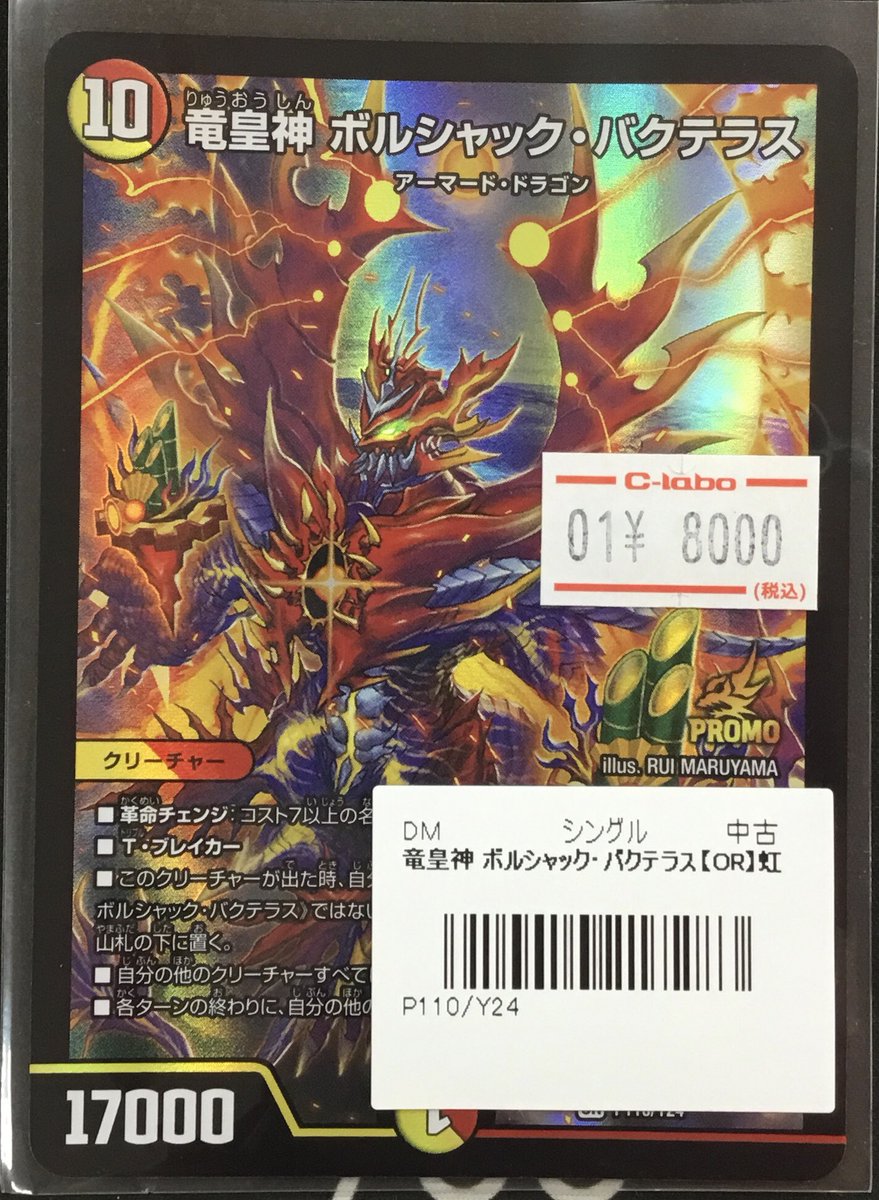 10
竜皇神 ボルシャック・バクテラス
りゅうおうしん
アーマード・ドラゴン
C-labo
01¥ 8000
(税込)
PROMO
illus. RUI MARUYAMA
クリーチャー
■革命チェンジ:コスト7以上の名
■T・ブレイカー
■このクリーチャーが出た時、自分
ボルシャック・バクテラス》ではない
山札の下に置く。
■自分の他のクリーチャーすべてに
■各ターンの終わりに、自分の他の
DM シングル 中古
竜皇神 ボルシャック・バクテラス【OR】虹
P110/Y24
17000